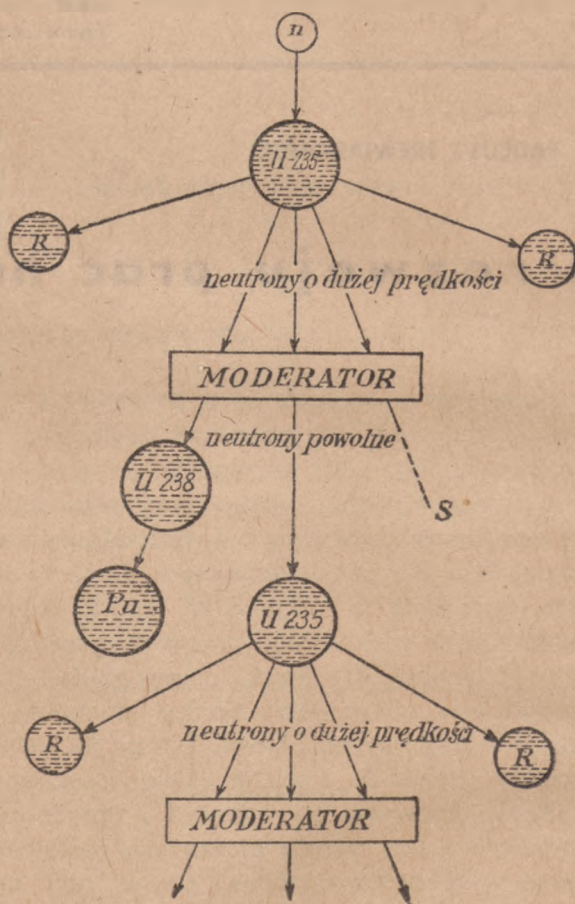 n
U-235
R
R
neutrony o dużej prędkości
MODERATOR
neutrony powolne
U 238
S
Pu
U 235
R
R
neutrony o dużej prędkości
MODERATOR